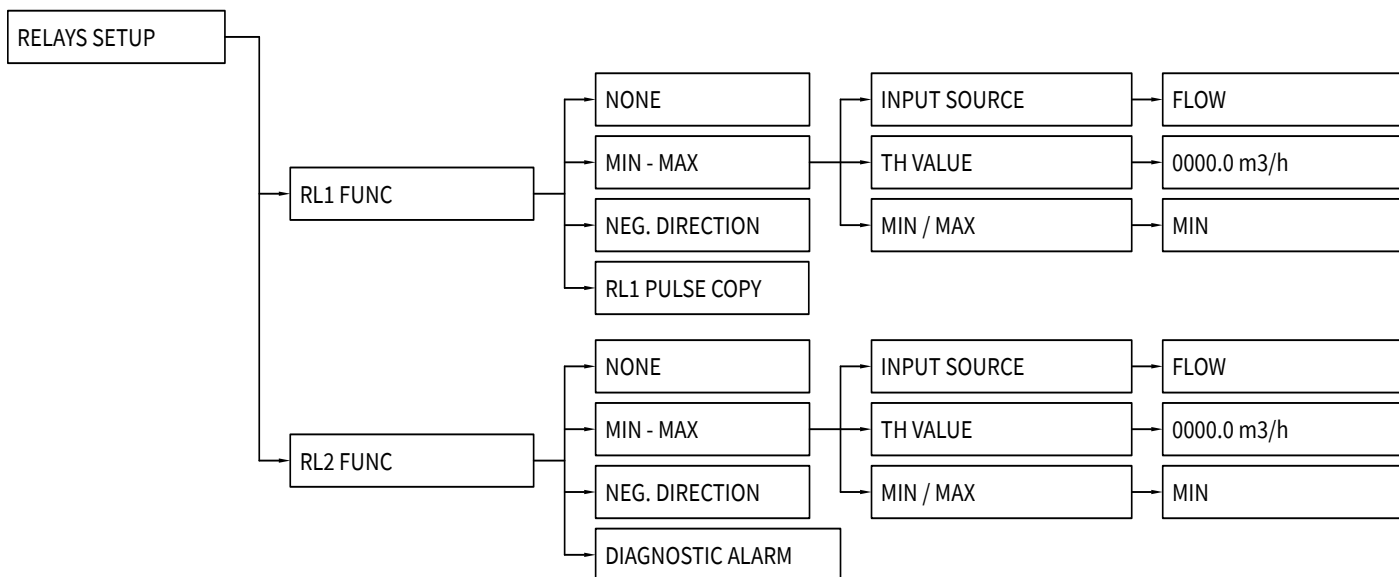 RELAYS SETUP
RL1 FUNC
NONE
MIN - MAX
INPUT SOURCE
FLOW
TH VALUE
0000.0 m3/h
MIN / MAX
MIN
NEG. DIRECTION
RL1 PULSE COPY
RL2 FUNC
NONE
MIN - MAX
INPUT SOURCE
FLOW
TH VALUE
0000.0 m3/h
MIN / MAX
MIN
NEG. DIRECTION
DIAGNOSTIC ALARM